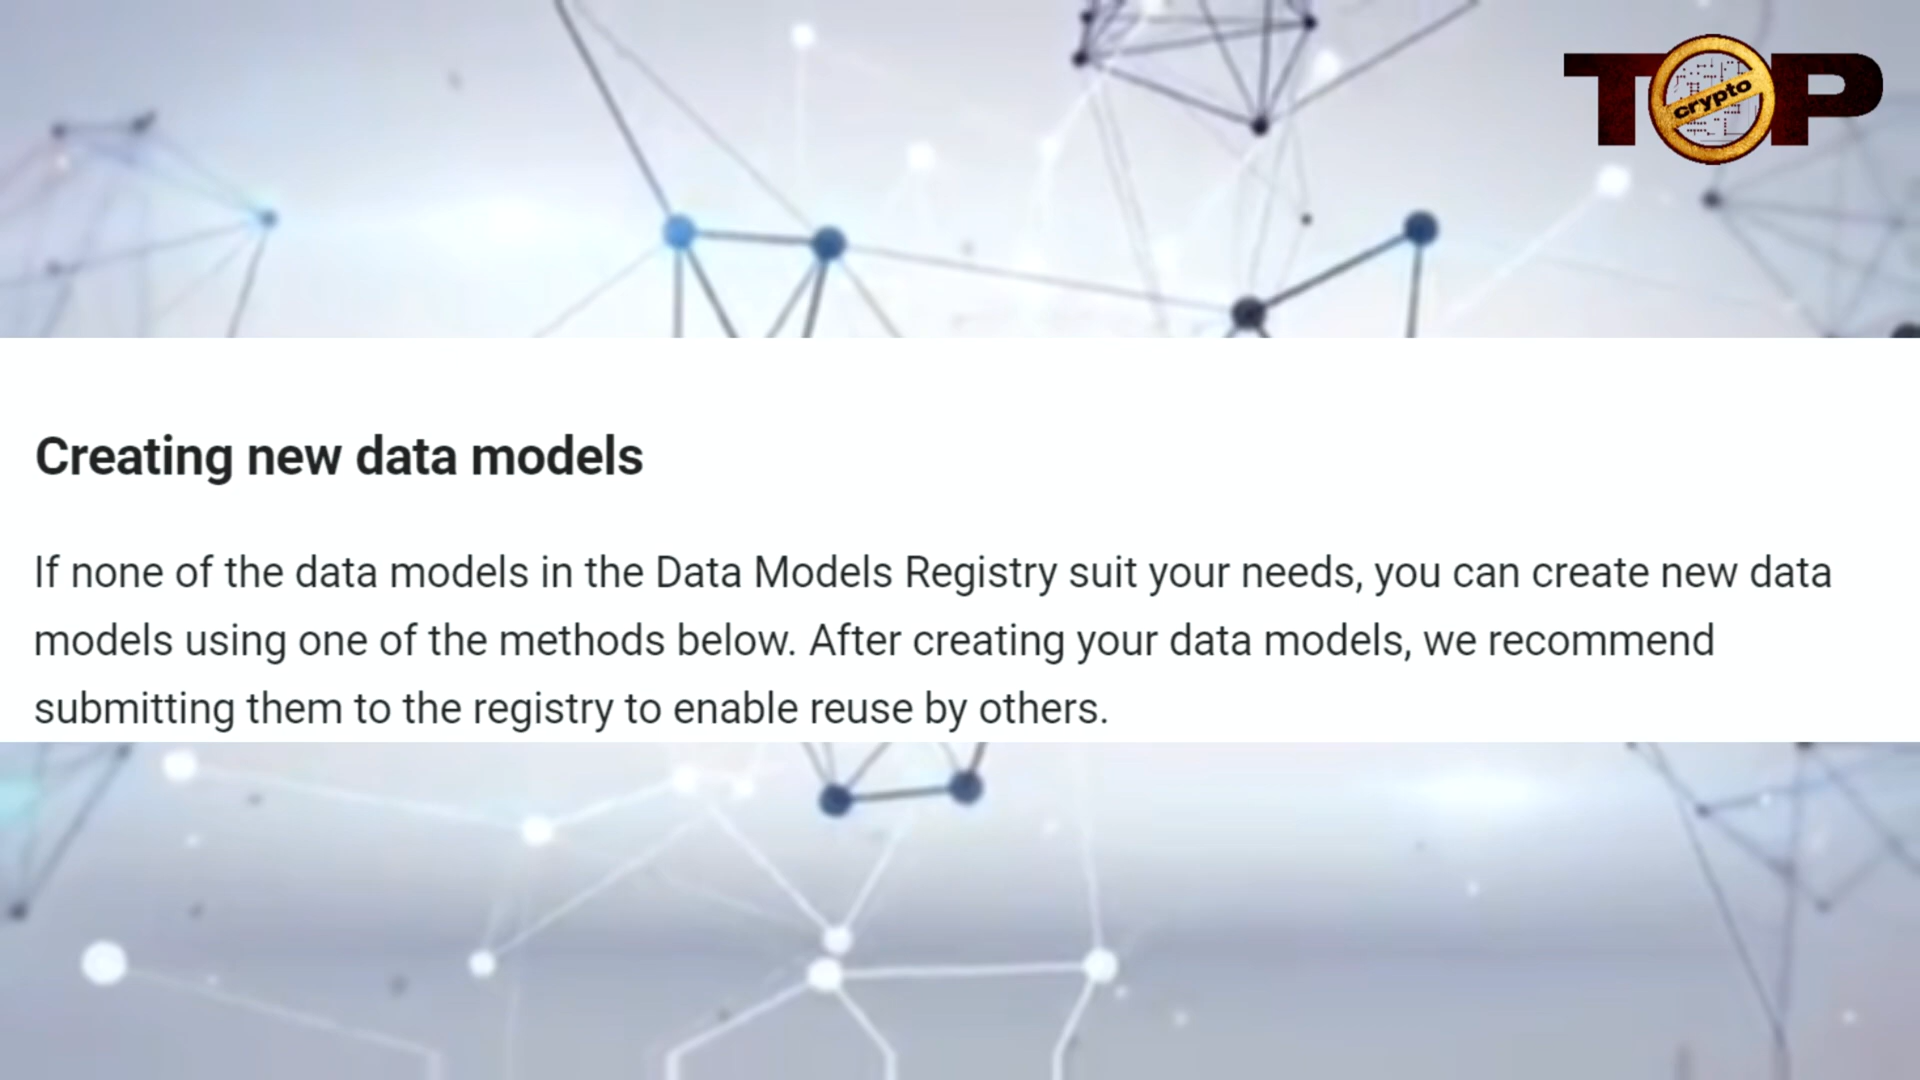 TOP
crypto
Creating new data models
If none of the data models in the Data Models Registry suit your needs, you can create new data
models using one of the methods below. After creating your data models, we recommend
submitting them to the registry to enable reuse by others.